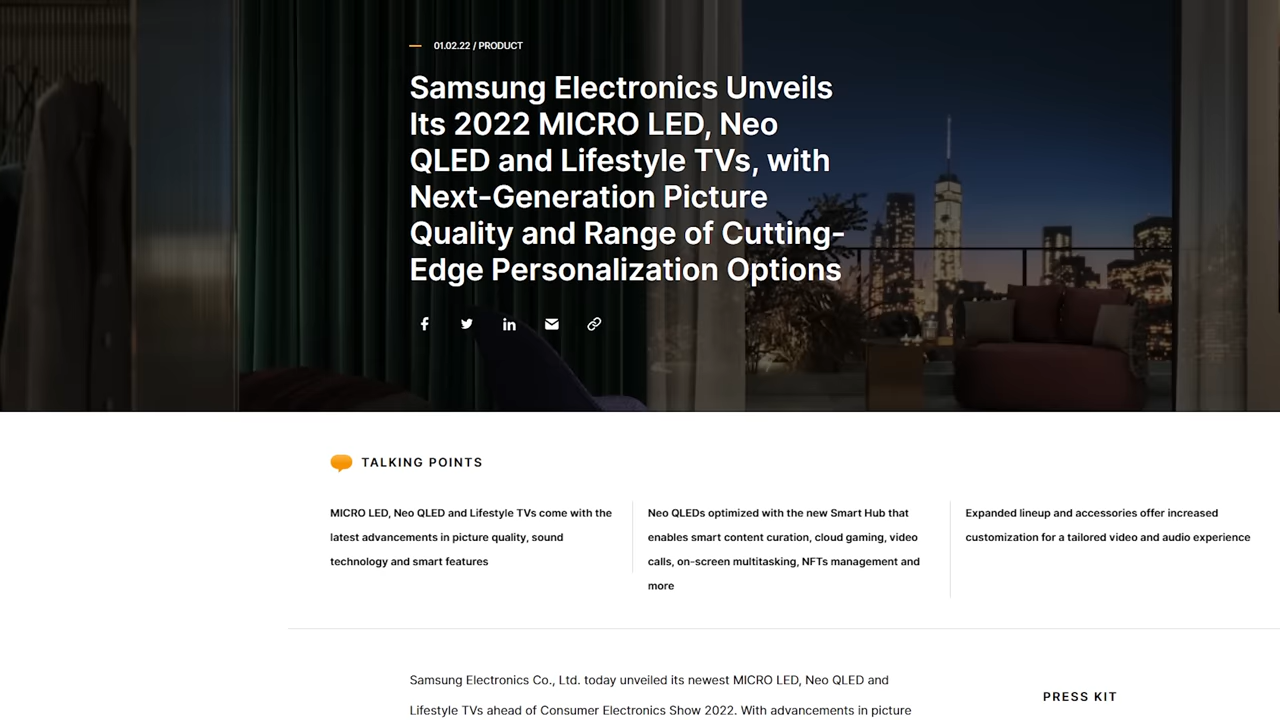 01.02.22 / PRODUCT
Samsung Electronics Unveils
Its 2022 MICRO LED, Neo
QLED and Lifestyle TVs, with
Next-Generation Picture
Quality and Range of Cutting-
Edge Personalization Options
TALKING POINTS
MICRO LED, Neo QLED and Lifestyle TVs come with the
latest advancements in picture quality, sound
technology and smart features
Neo QLEDs optimized with the new Smart Hub that
enables smart content curation, cloud gaming, video
calls, on-screen multitasking, NFTs management and
more
Expanded lineup and accessories offer increased
customization for a tailored video and audio experience
Samsung Electronics Co., Ltd. today unveiled its newest MICRO LED, Neo QLED and
Lifestyle TVs ahead of Consumer Electronics Show 2022. With advancements in picture
PRESS KIT